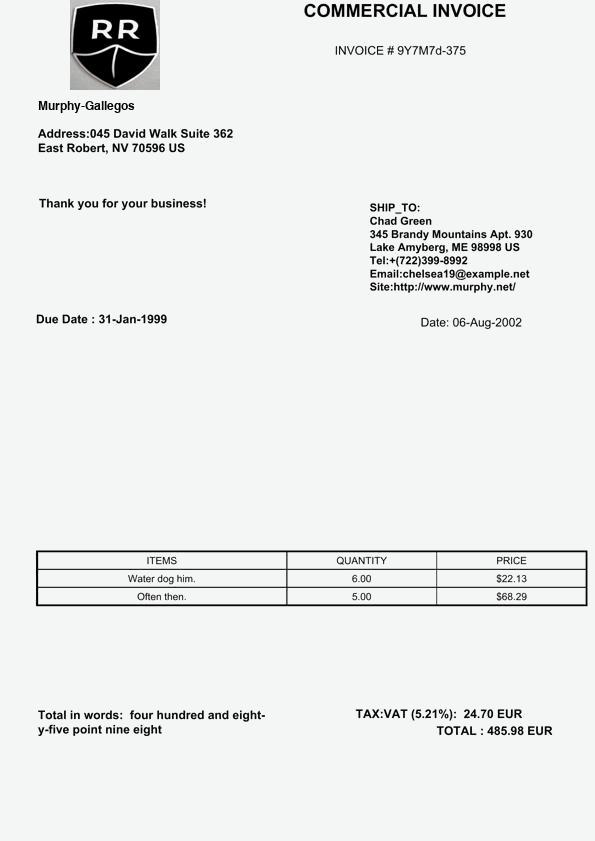 RR
COMMERCIAL INVOICE
INVOICE # 9Y7M7d-375
Murphy-Gallegos
Address:045 David Walk Suite 362
East Robert, NV 70596 US
Thank you for your business!
SHIP_TO:
Chad Green
345 Brandy Mountains Apt. 930
Lake Amyberg, ME 98998 US
Tel:+(722)399-8992
Email:chelsea19@example.net
Site:http://www.murphy.net/
Due Date : 31-Jan-1999
Date: 06-Aug-2002
ITEMS QUANTITY PRICE
Water dog him. 6.00 $22.13
Often then. 5.00 $68.29
Total in words: four hundred and eight-
y-five point nine eight
TAX:VAT (5.21%): 24.70 EUR
TOTAL : 485.98 EUR